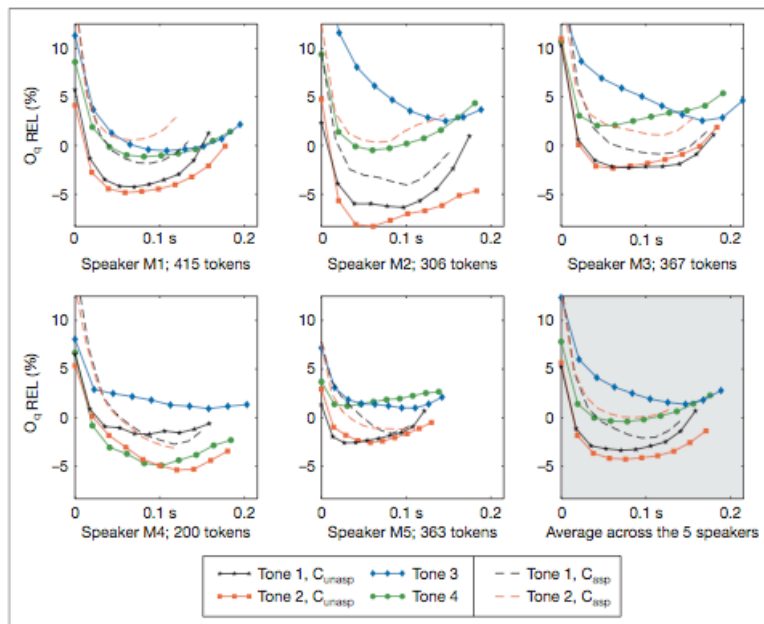 O_q REL (%)
10
5
0
−5
0
0.1 s
0.2
Speaker M1; 415 tokens
10
5
0
−5
0
0.1 s
0.2
Speaker M2; 306 tokens
10
5
0
−5
0
0.1 s
0.2
Speaker M3; 367 tokens
O_q REL (%)
10
5
0
−5
0
0.1 s
0.2
Speaker M4; 200 tokens
10
5
0
−5
0
0.1 s
0.2
Speaker M5; 363 tokens
10
5
0
−5
0
0.1 s
0.2
Average across the 5 speakers
Tone 1, C_unasp
Tone 3
Tone 1, C_asp
Tone 2, C_unasp
Tone 4
Tone 2, C_asp